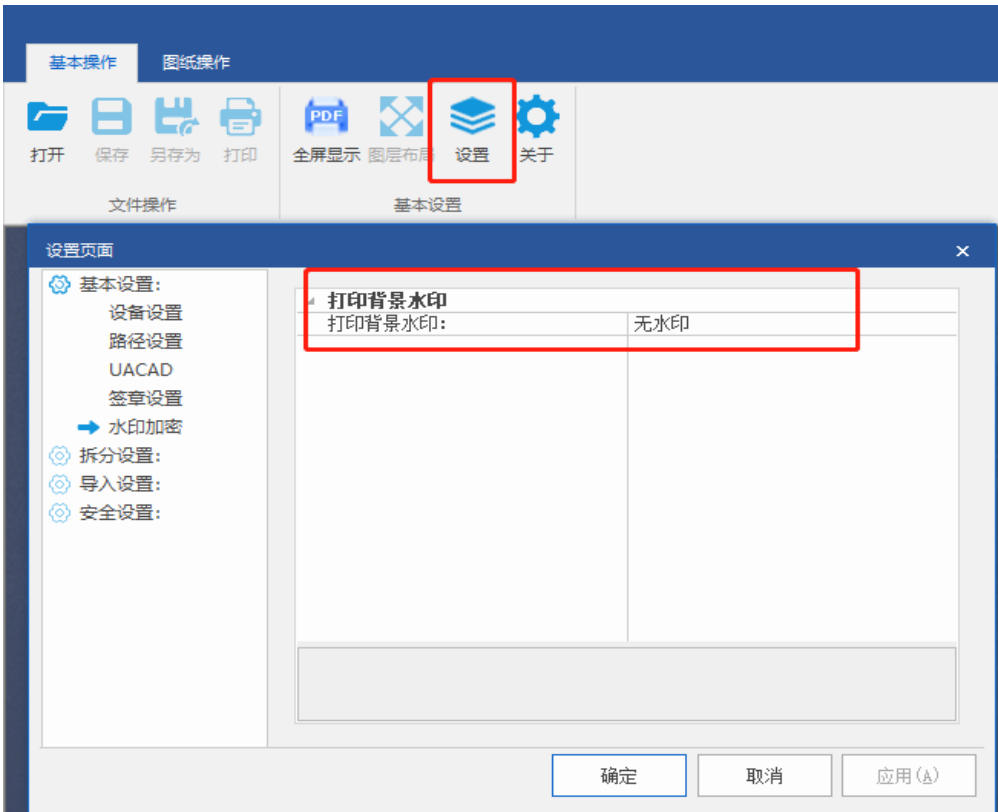 基本操作 图纸操作
打开 保存 另存为 打印 PDF 全屏显示 图层布局 设置 关于
文件操作 基本设置
设置页面
基本设置:
设备设置
路径设置
UACAD
签章设置
水印加密
拆分设置:
导入设置:
安全设置:
打印背景水印
打印背景水印: 无水印
确定 取消 应用(A)